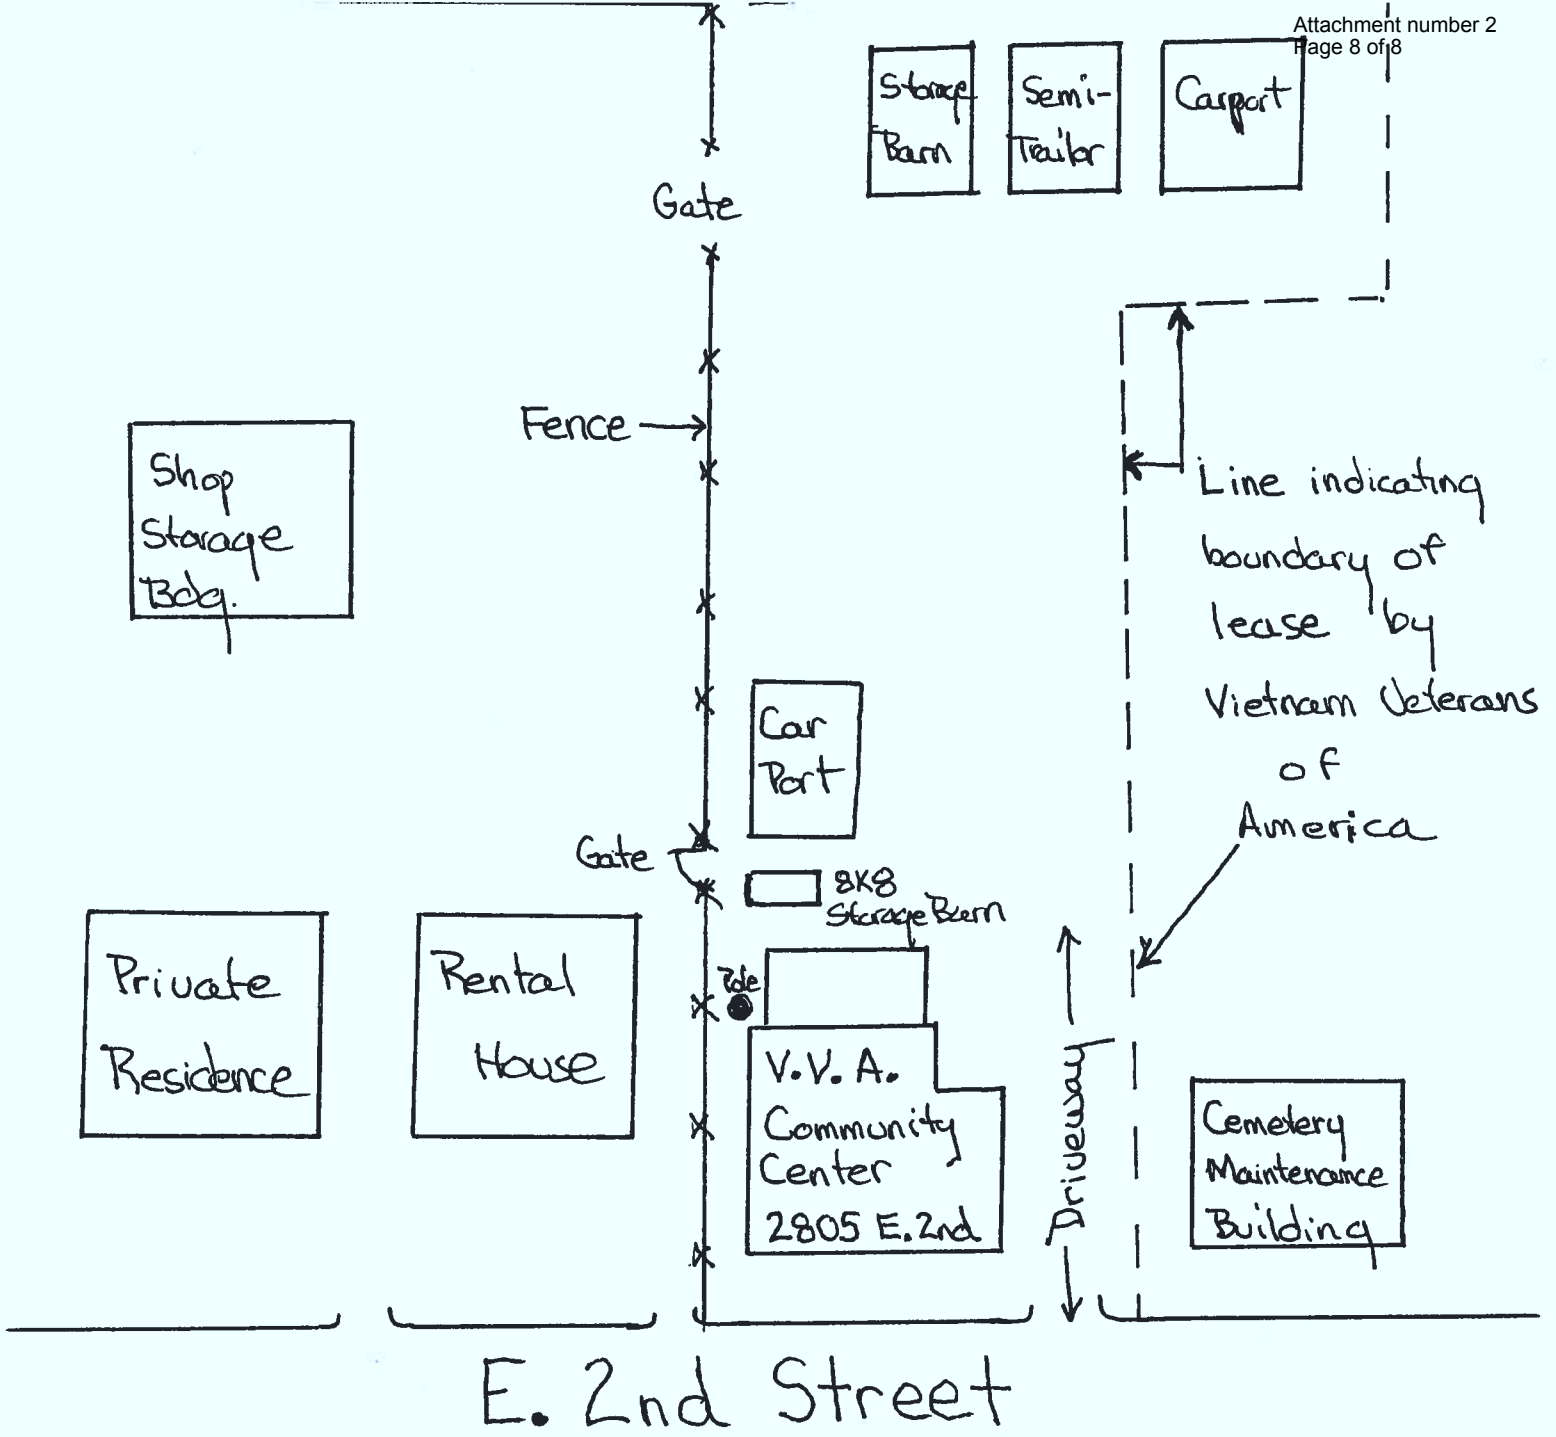 Attachment number 2
Page 8 of 8
Storage
Barn
Semi-
Trailor
Carport
Gate
Fence
Shop
Storage
Bdg.
Line indicating
boundary of
lease by
Vietnam Veterans
of
America
Car
Port
Gate
8x8
Storage Barn
Private
Residence
Rental
House
Pole
V.V.A.
Community
Center
2805 E. 2nd
Driveway
Cemetery
Maintenance
Building
E. 2nd Street